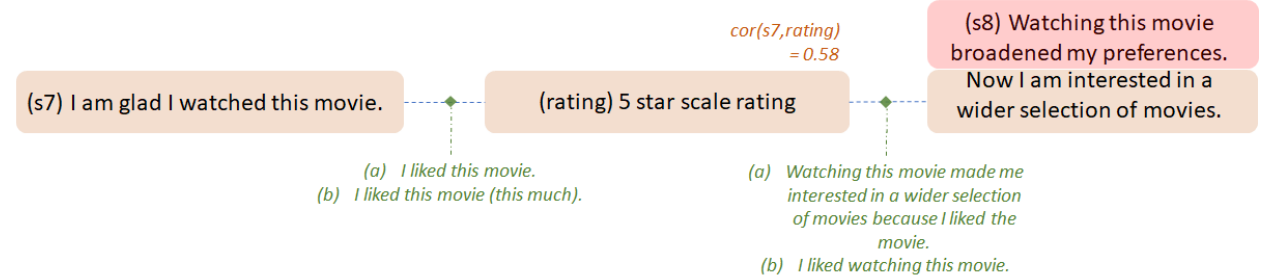 cor(s7,rating)
= 0.58
(s8) Watching this movie
broadened my preferences.
(s7) I am glad I watched this movie.
(rating) 5 star scale rating
Now I am interested in a
wider selection of movies.
(a) I liked this movie.
(b) I liked this movie (this much).
(a) Watching this movie made me
interested in a wider selection
of movies because I liked the
movie.
(b) I liked watching this movie.